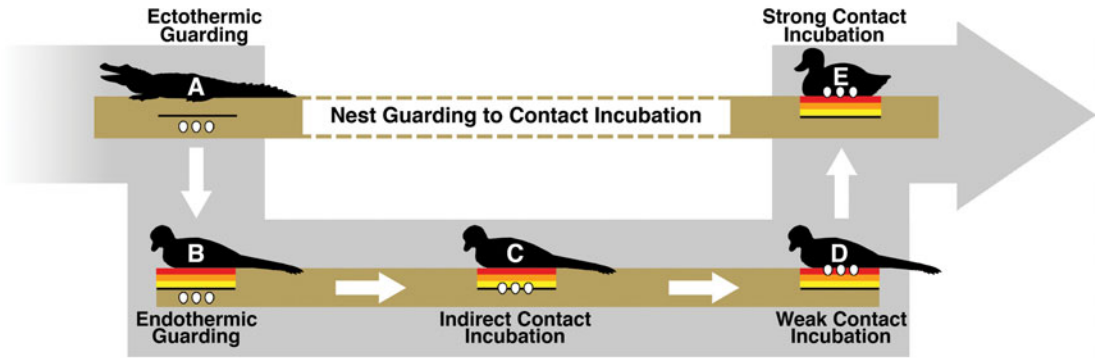 Ectothermic
Guarding
Strong Contact
Incubation
A
E
Nest Guarding to Contact Incubation
B
C
D
Endothermic
Guarding
Indirect Contact
Incubation
Weak Contact
Incubation